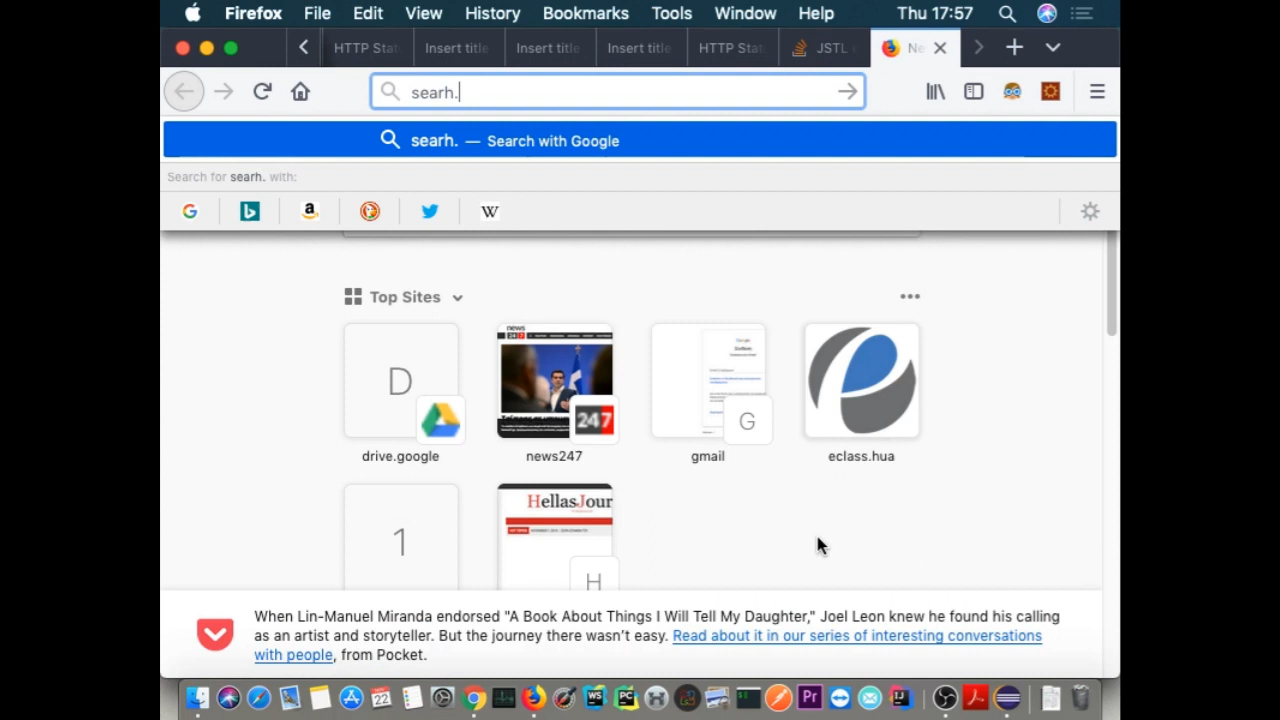 Firefox File Edit View History Bookmarks Tools Window Help Thu 17:57
HTTP Stat Insert title Insert title Insert title HTTP Stat JSTL Ne
searh.
searh. — Search with Google
Search for searh. with:
Top Sites
D
247
G
drive.google news247 gmail eclass.hua
1
HellasJour
H
When Lin-Manuel Miranda endorsed "A Book About Things I Will Tell My Daughter," Joel Leon knew he found his calling
as an artist and storyteller. But the journey there wasn't easy. Read about it in our series of interesting conversations
with people, from Pocket.